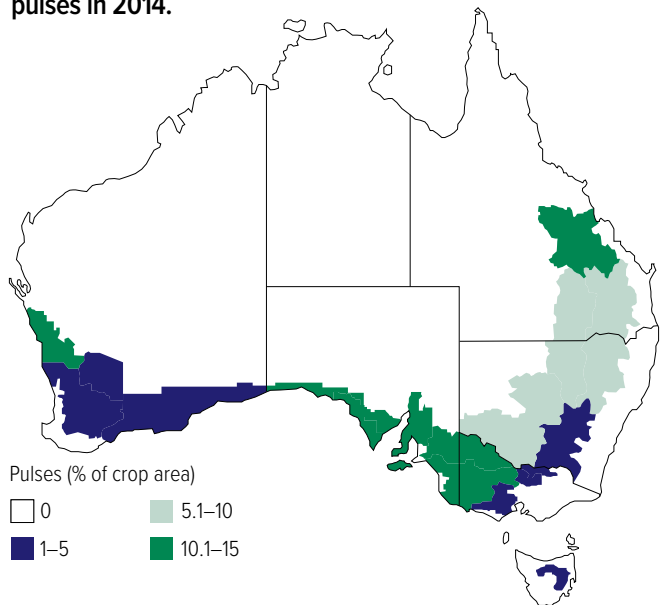 pulses in 2014.
Pulses (% of crop area)
0
5.1–10
1–5
10.1–15